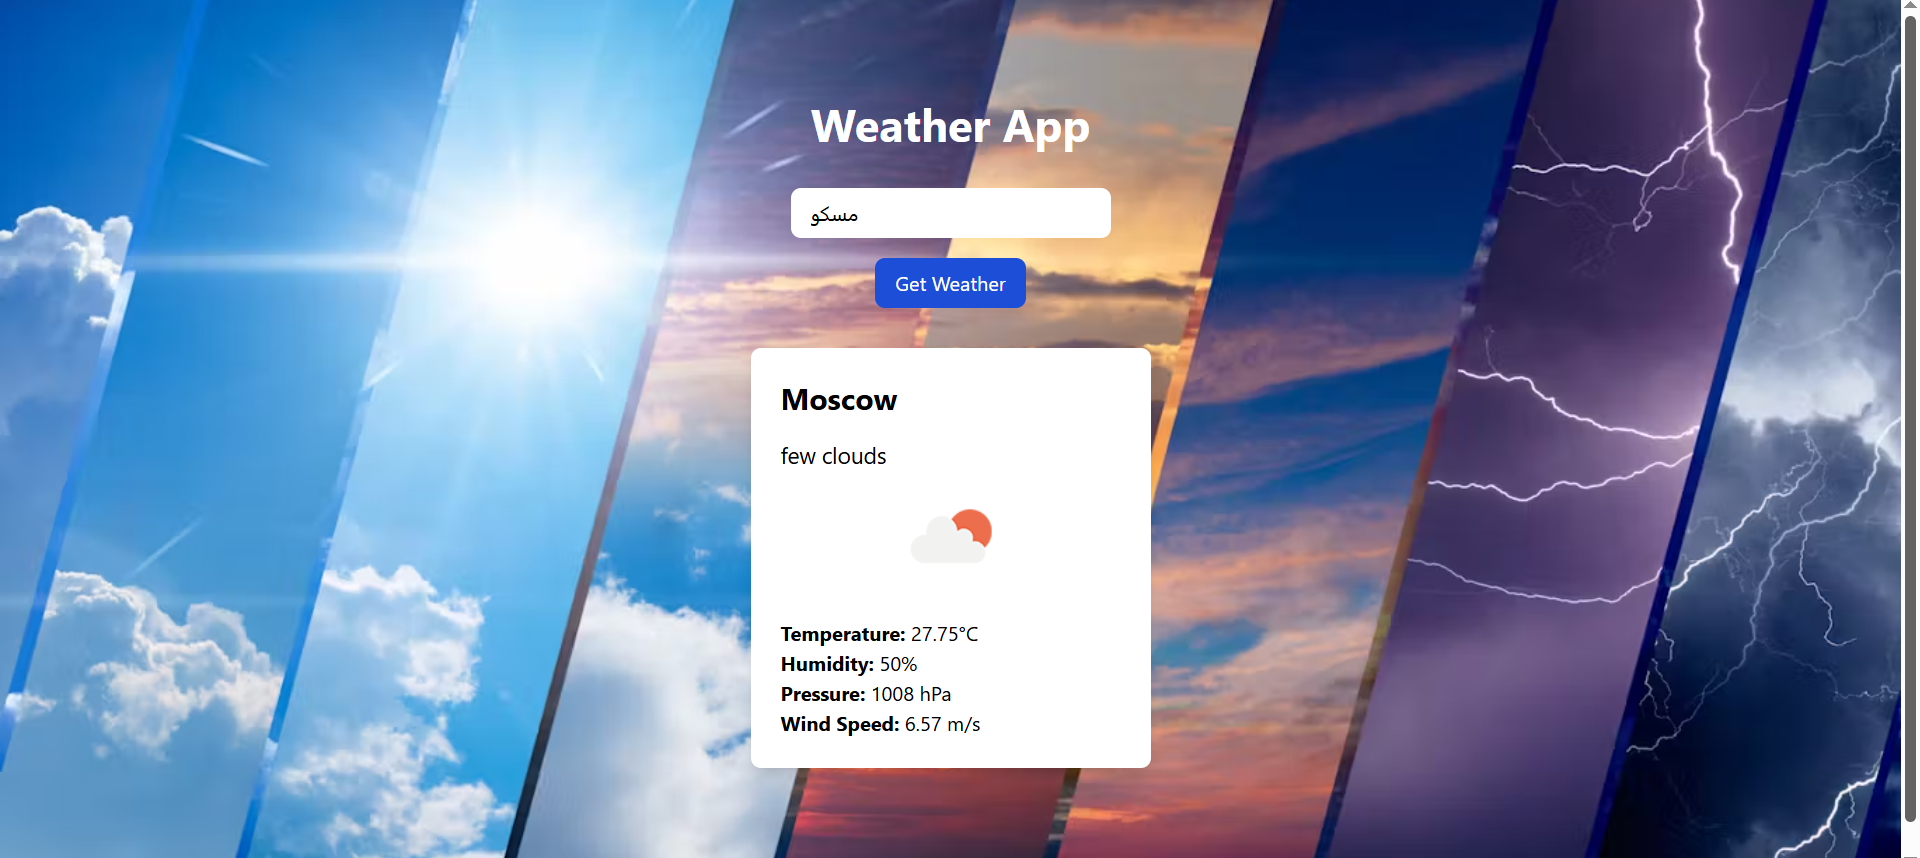 Weather App
مسکو
Get Weather
Moscow
few clouds
Temperature: 27.75°C
Humidity: 50%
Pressure: 1008 hPa
Wind Speed: 6.57 m/s